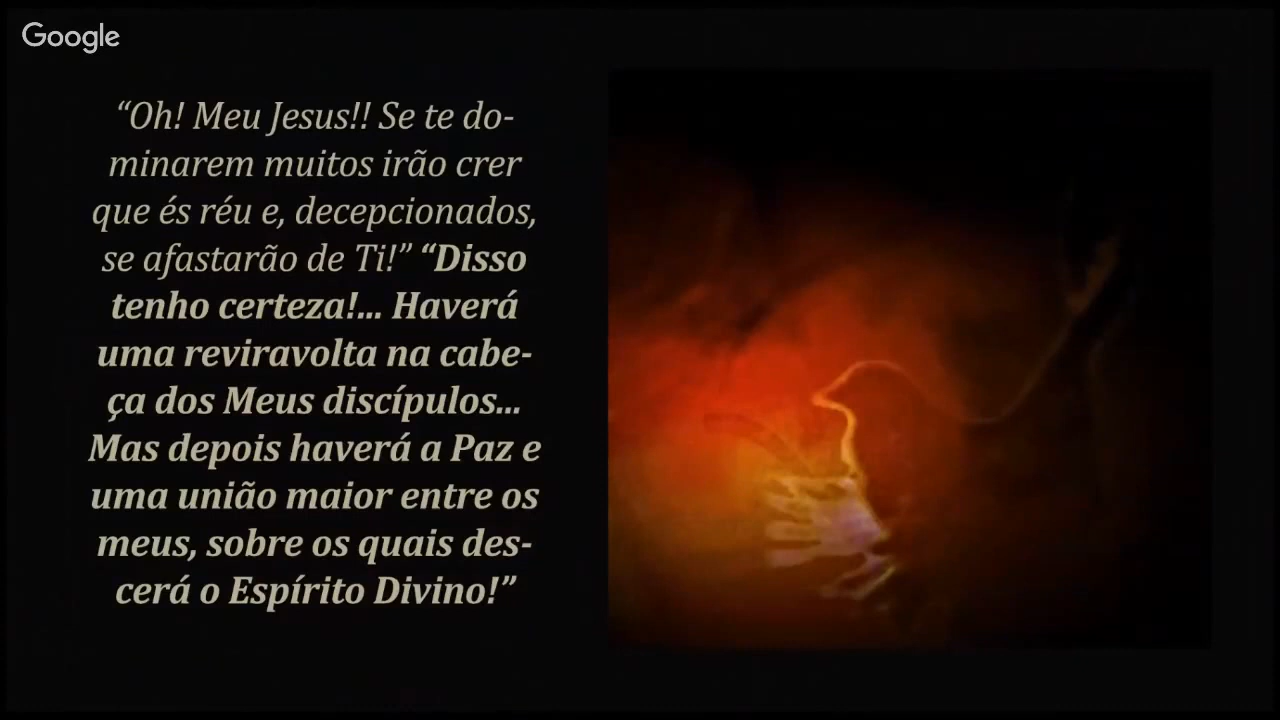 Google
“Oh! Meu Jesus!! Se te do-
minarem muitos irão crer
que és réu e, decepcionados,
se afastarão de Ti!” “Disso
tenho certeza!... Haverá
uma reviravolta na cabe-
ça dos Meus discípulos...
Mas depois haverá a Paz e
uma união maior entre os
meus, sobre os quais des-
cerá o Espírito Divino!”